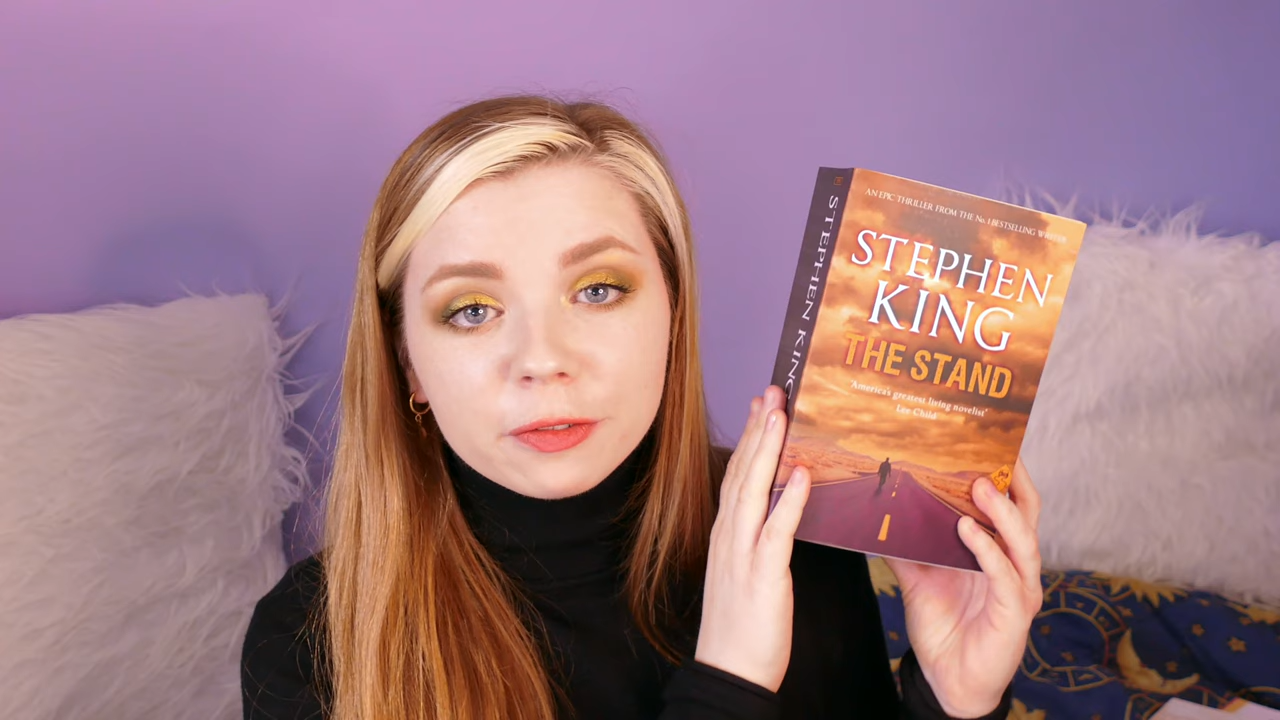 STEPHEN KING
AN EPIC THRILLER FROM THE No. 1 BESTSELLING WRITER
STEPHEN
KING
THE STAND
'America's greatest living novelist'
Lee Child